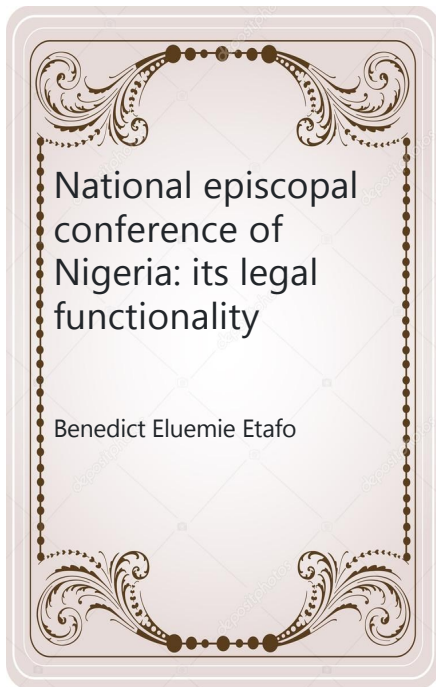 National episcopal
conference of
Nigeria: its legal
functionality
Benedict Eluemie Etafo